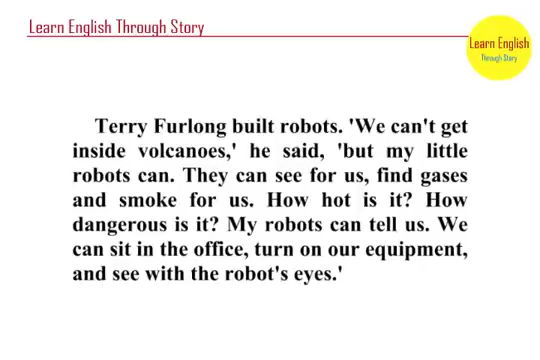 Learn English Through Story
Learn English
Through Story
Terry Furlong built robots. 'We can't get
inside volcanoes,' he said, 'but my little
robots can. They can see for us, find gases
and smoke for us. How hot is it? How
dangerous is it? My robots can tell us. We
can sit in the office, turn on our equipment,
and see with the robot's eyes.'